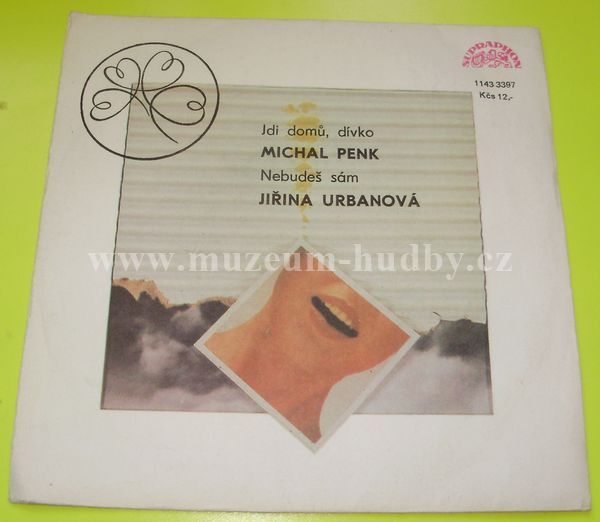 SUPRAPHON
1143 3397
Kčs 12,-
Jdi domů, dívko
MICHAL PENK
Nebudeš sám
JIŘINA URBANOVÁ
www.muzeum-hudby.cz